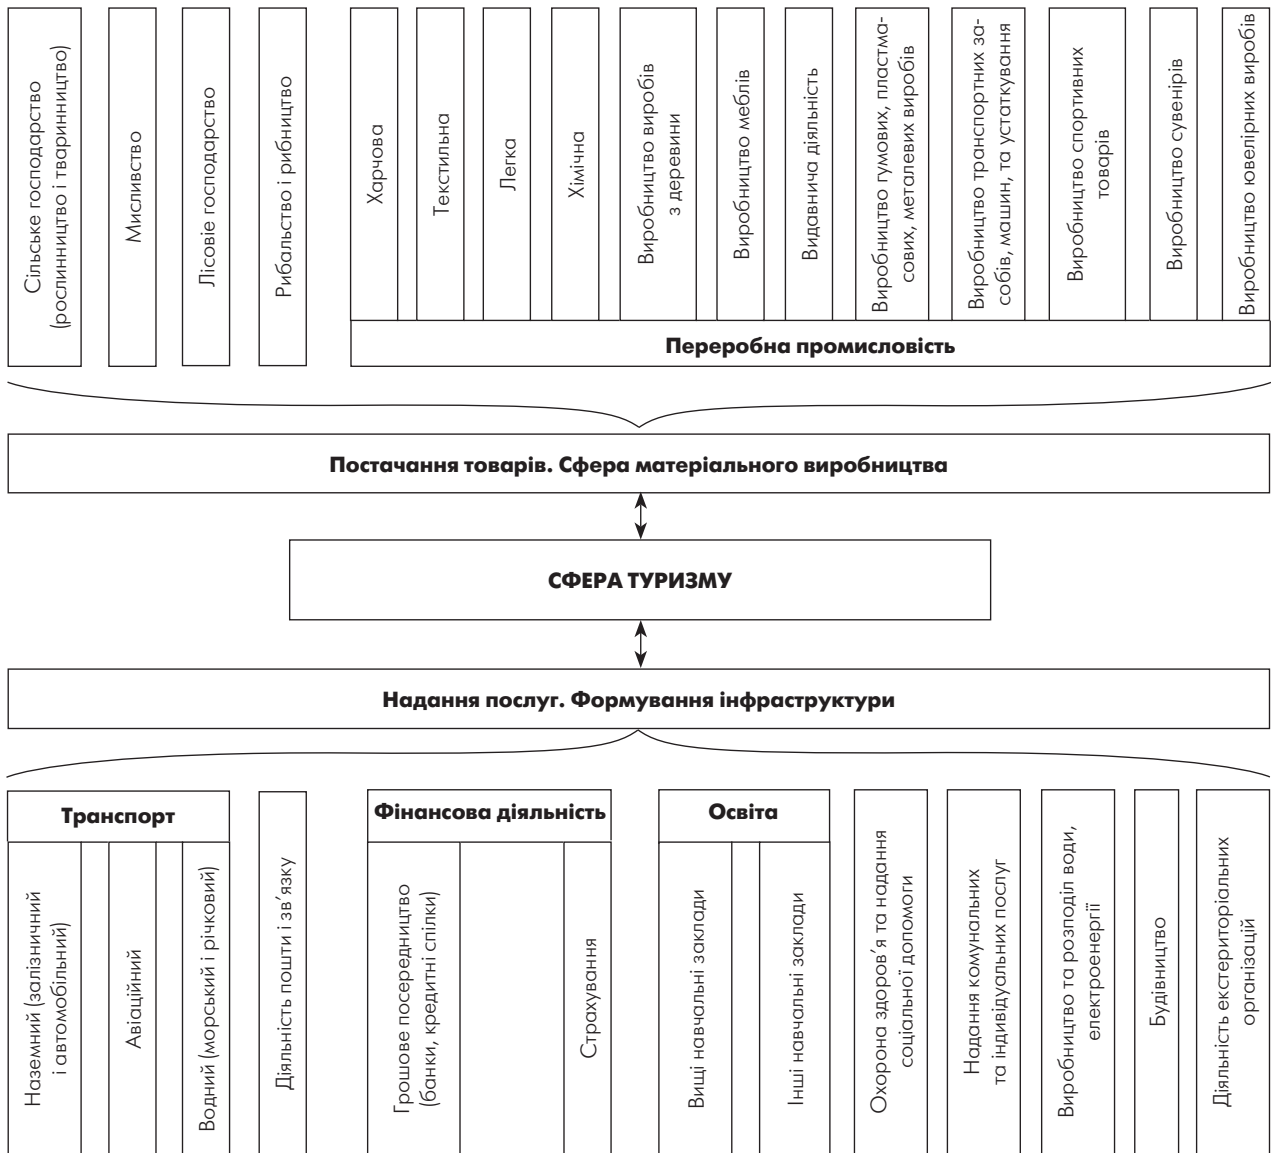 Сільське господарство
(рослинництво і тваринництво)
Мисливство
Лісовіе господарство
Рибальство і рибництво
Харчова
Текстильна
Легка
Хімічна
Виробництво виробів
з деревини
Виробництво меблів
Видавнича діяльність
Виробництво гумових, пластма-
сових, металевих виробів
Виробництво транспортних за-
собів, машин, та устаткування
Виробництво спортивних
товарів
Виробництво сувенірів
Виробництво ювелірних виробів
Переробна промисловість
Постачання товарів. Сфера матеріального виробництва
СФЕРА ТУРИЗМУ
Надання послуг. Формування інфраструктури
Транспорт
Наземний (залізничний
і автомобільний)
Авіаційний
Водний (морський і річковий)
Діяльність пошти і зв’язку
Фінансова діяльність
Грошове посередництво
(банки, кредитні спілки)
Страхування
Освіта
Вищі навчальні заклади
Інші навчальні заклади
Охорона здоров’я та надання
соціальної допомоги
Надання комунальних
та індивідуальних послуг
Виробництво та розподіл води,
електроенергії
Будівництво
Діяльність екстериторіальних
організацій